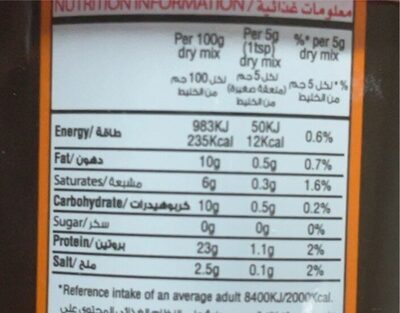 NUTRITION INFORMATION / معلومات غذائية
Per 100g dry mix Per 5g (1tsp) dry mix %* per 5g dry mix
لكل 100 جم من الخليط لكل 5 جم (ملعقة صغيرة) من الخليط %* لكل 5 جم من الخليط
Energy/ طاقة 983KJ 235Kcal 50KJ 12Kcal 0.6%
Fat/ دهون 10g 0.5g 0.7%
Saturates/ مشبعة 6g 0.3g 1.6%
Carbohydrate/ كربوهيدرات 10g 0.5g 0.2%
Sugar/ سكر 0g 0g 0%
Protein/ بروتين 23g 1.1g 2%
Salt/ ملح 2.5g 0.1g 2%
*Reference intake of an average adult 8400KJ/2000Kcal.